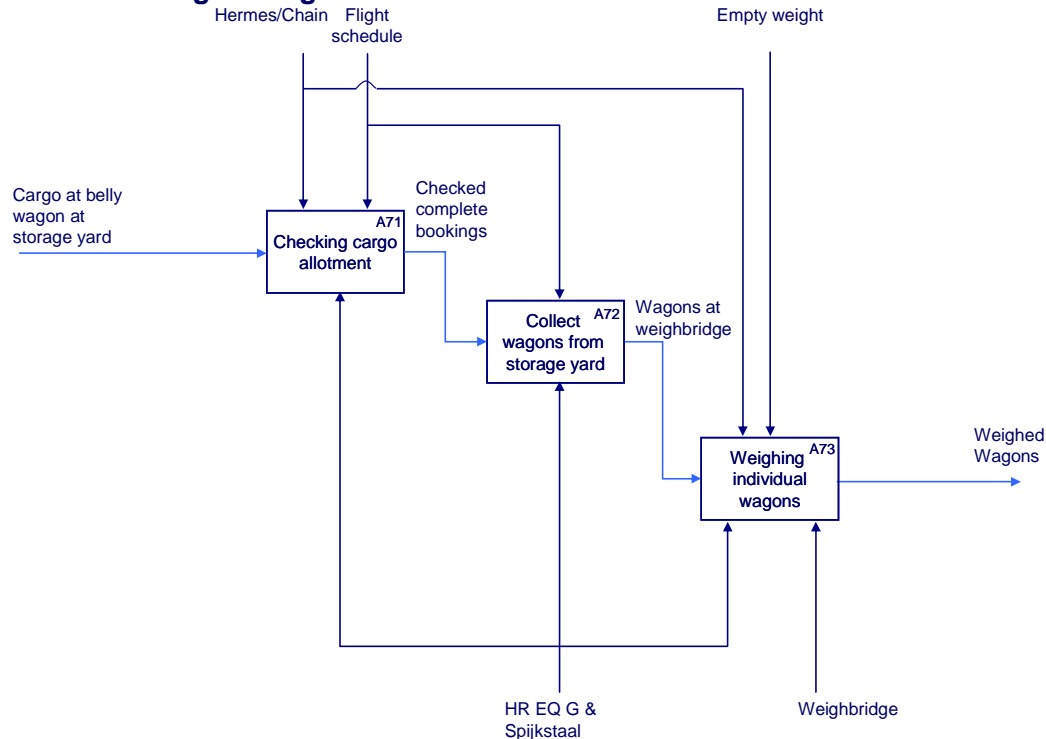 Hermes/Chain
Flight
schedule
Empty weight
Cargo at belly
wagon at
storage yard
A71
Checking cargo
allotment
Checked
complete
bookings
A72
Collect
wagons from
storage yard
Wagons at
weighbridge
A73
Weighing
individual
wagons
Weighed
Wagons
HR EQ G &
Spijkstaal
Weighbridge